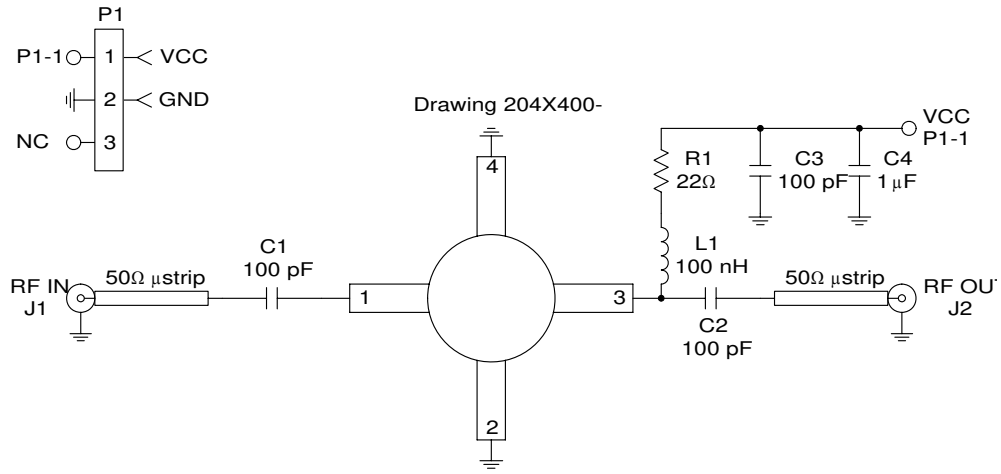 P1
P1-1
1
VCC
2
GND
NC
3
Drawing 204X400-
4
VCC
P1-1
R1
22Ω
C3
100 pF
C4
1 µF
C1
100 pF
L1
100 nH
RF IN
J1
50Ω µstrip
1
3
50Ω µstrip
RF OUT
J2
C2
100 pF
2